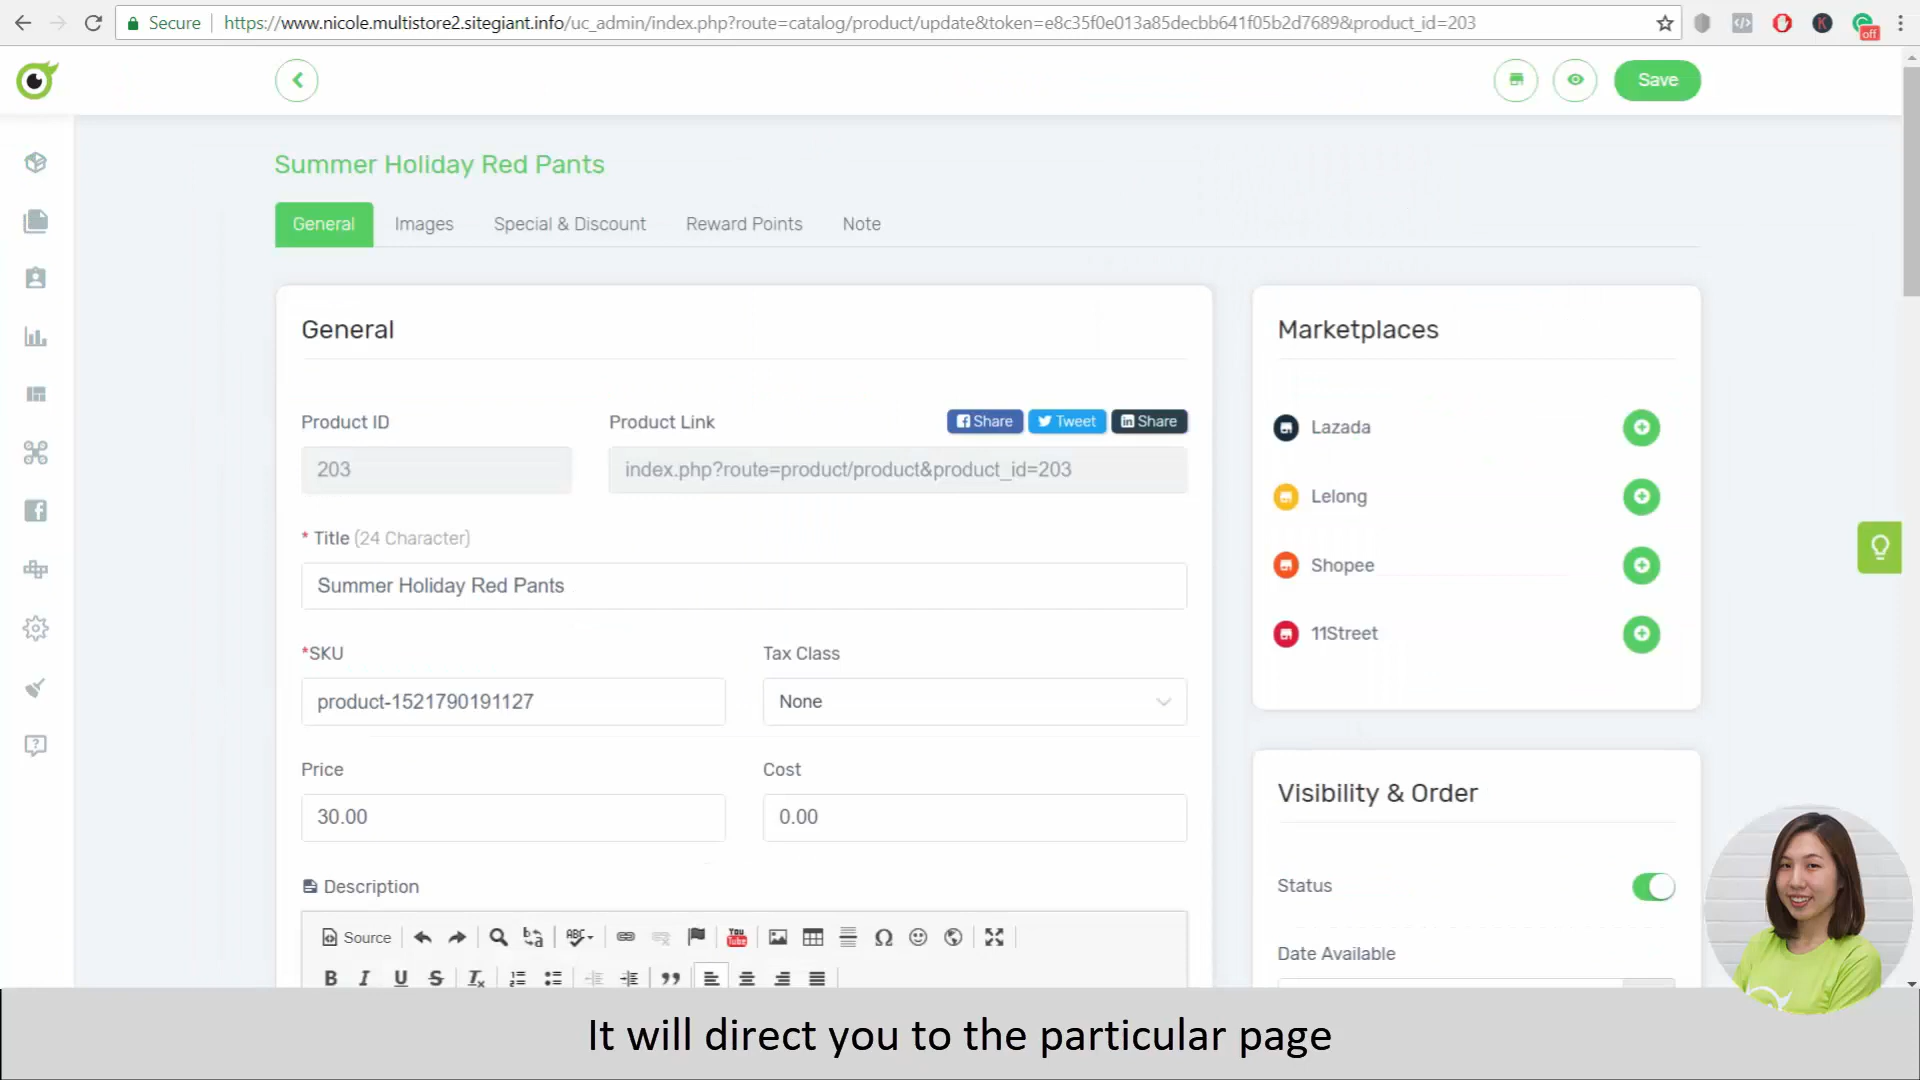 Secure
https://www.nicole.multistore2.sitegiant.info/uc_admin/index.php?route=catalog/product/update&token=e8c35f0e013a85decbb641f05b2d7689&product_id=203
K
off
Save
Summer Holiday Red Pants
General
Images
Special & Discount
Reward Points
Note
General
Marketplaces
Product ID
Product Link
Share
Tweet
Share
203
index.php?route=product/product&product_id=203
Lazada
Lelong
Shopee
11Street
* Title (24 Character)
Summer Holiday Red Pants
*SKU
Tax Class
product-1521790191127
None
Price
Cost
30.00
0.00
Visibility & Order
Status
Date Available
Description
Source
ABC
You Tube
B I U S
It will direct you to the particular page